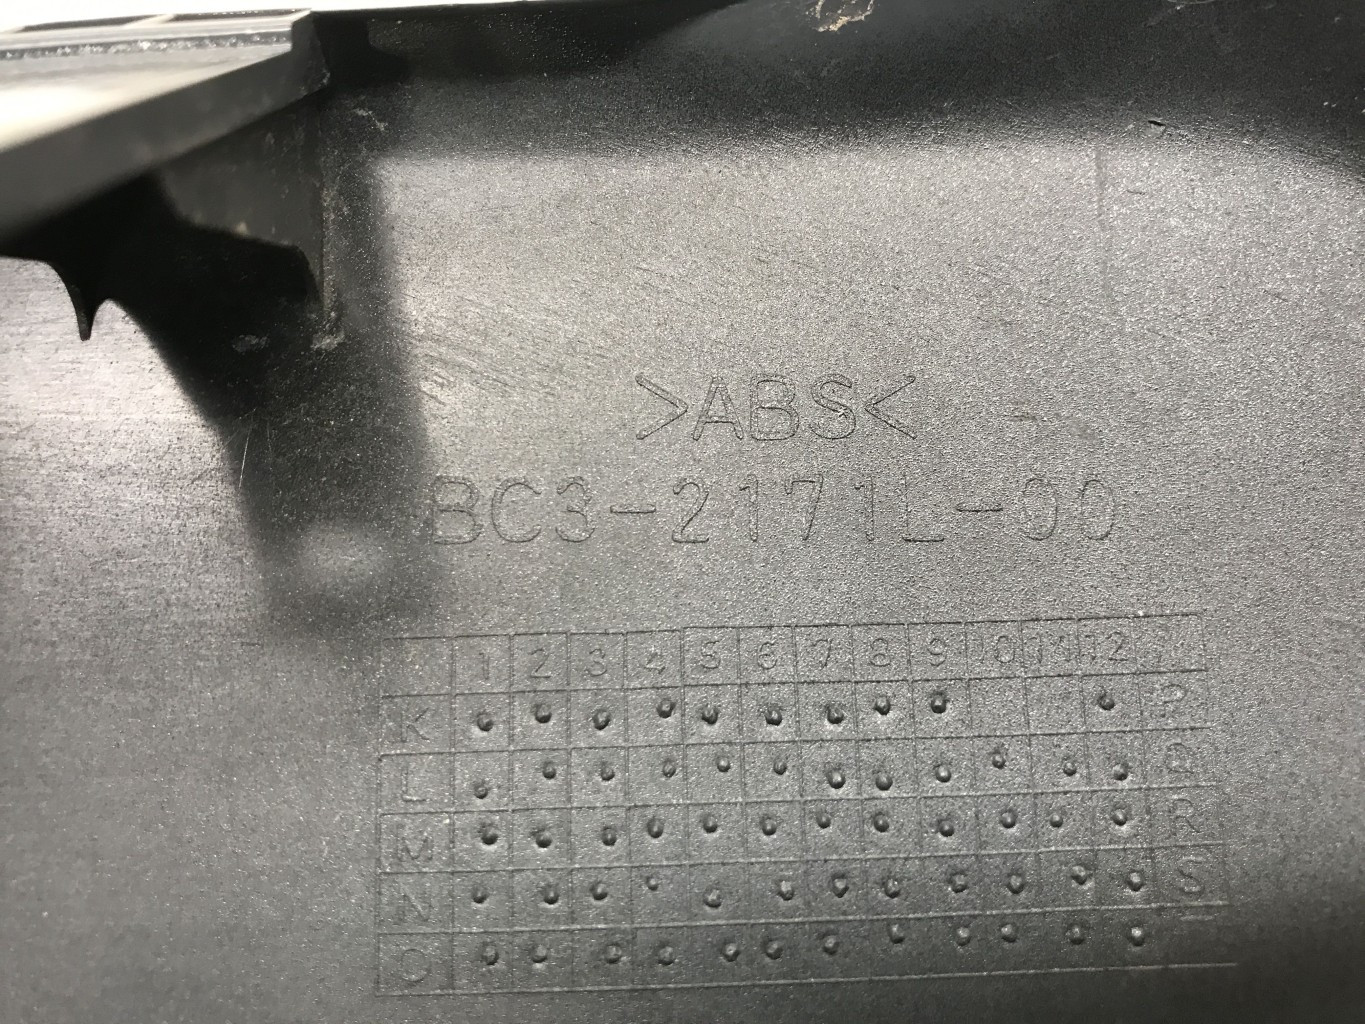 >ABS<
BC3-2171L-00
1 2 3 4 5 6 7 8 9 10 11 12
K P
L Q
M R
N S
O